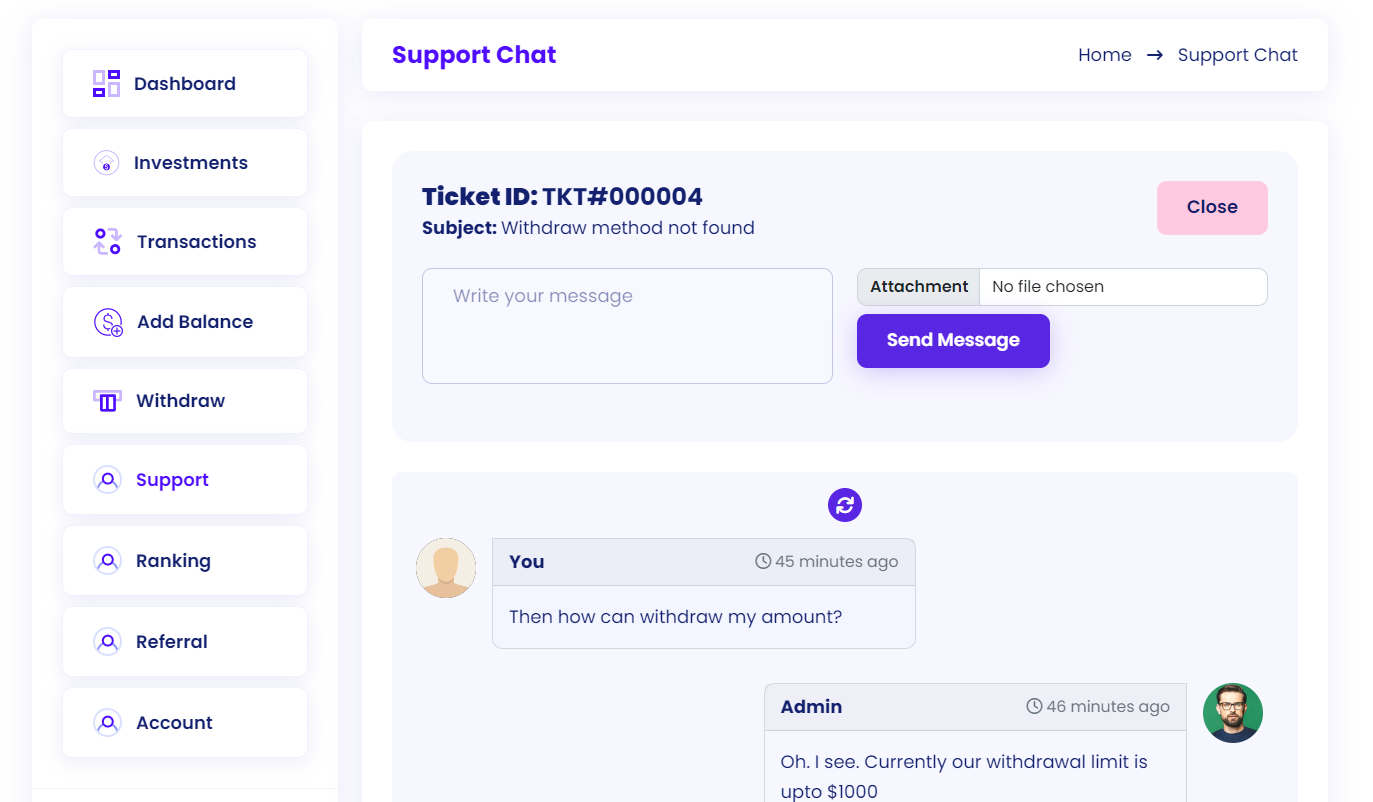 Dashboard
Investments
Transactions
Add Balance
Withdraw
Support
Ranking
Referral
Account
Support Chat
Home → Support Chat
Ticket ID: TKT#000004
Subject: Withdraw method not found
Close
Write your message
Attachment No file chosen
Send Message
You 45 minutes ago
Then how can withdraw my amount?
Admin 46 minutes ago
Oh. I see. Currently our withdrawal limit is
upto $1000